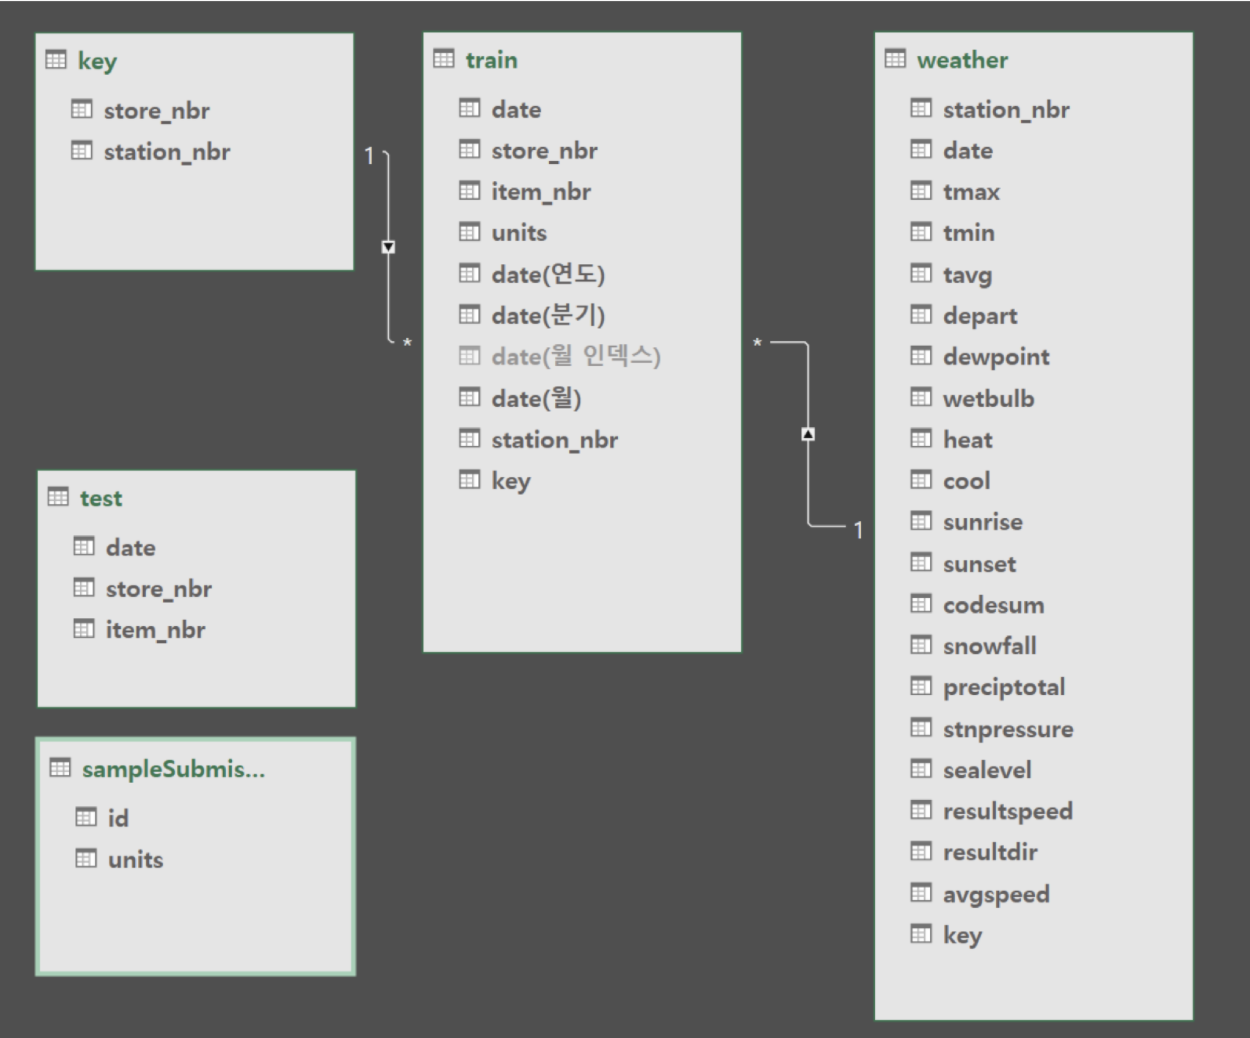 key
store_nbr
station_nbr
1
*
test
date
store_nbr
item_nbr
sampleSubmis...
id
units
train
date
store_nbr
item_nbr
units
date(연도)
date(분기)
date(월 인덱스)
date(월)
station_nbr
key
*
1
weather
station_nbr
date
tmax
tmin
tavg
depart
dewpoint
wetbulb
heat
cool
sunrise
sunset
codesum
snowfall
preciptotal
stnpressure
sealevel
resultspeed
resultdir
avgspeed
key